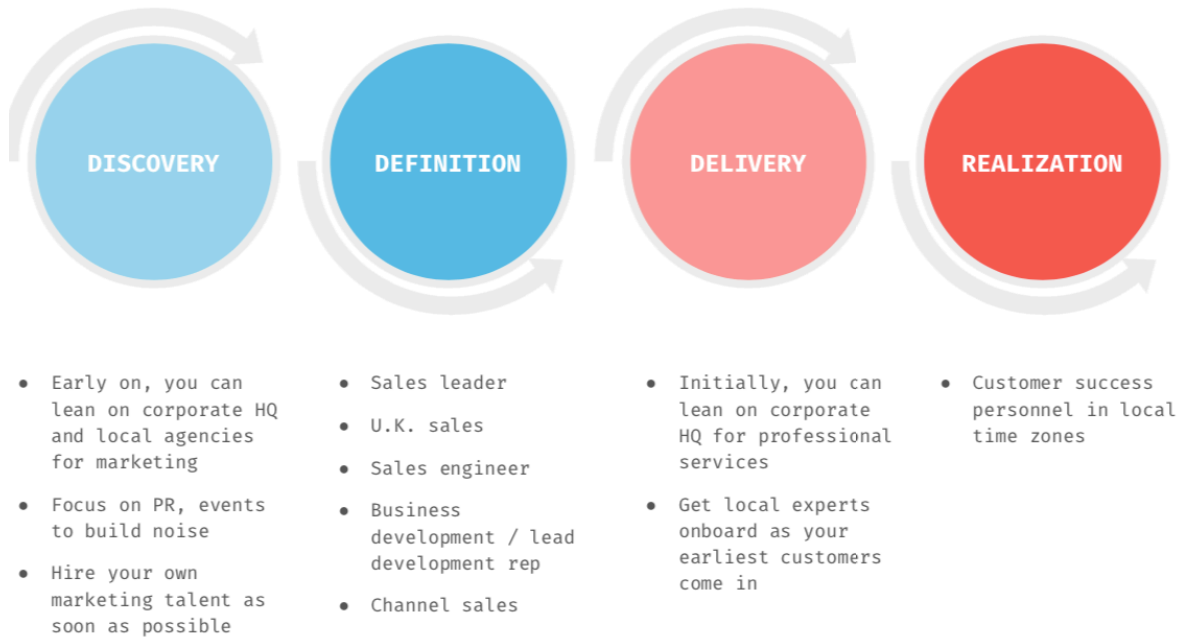 DISCOVERY
DEFINITION
DELIVERY
REALIZATION
● Early on, you can
lean on corporate HQ
and local agencies
for marketing
● Focus on PR, events
to build noise
● Hire your own
marketing talent as
soon as possible
● Sales leader
● U.K. sales
● Sales engineer
● Business
development / lead
development rep
● Channel sales
● Initially, you can
lean on corporate
HQ for professional
services
● Get local experts
onboard as your
earliest customers
come in
● Customer success
personnel in local
time zones